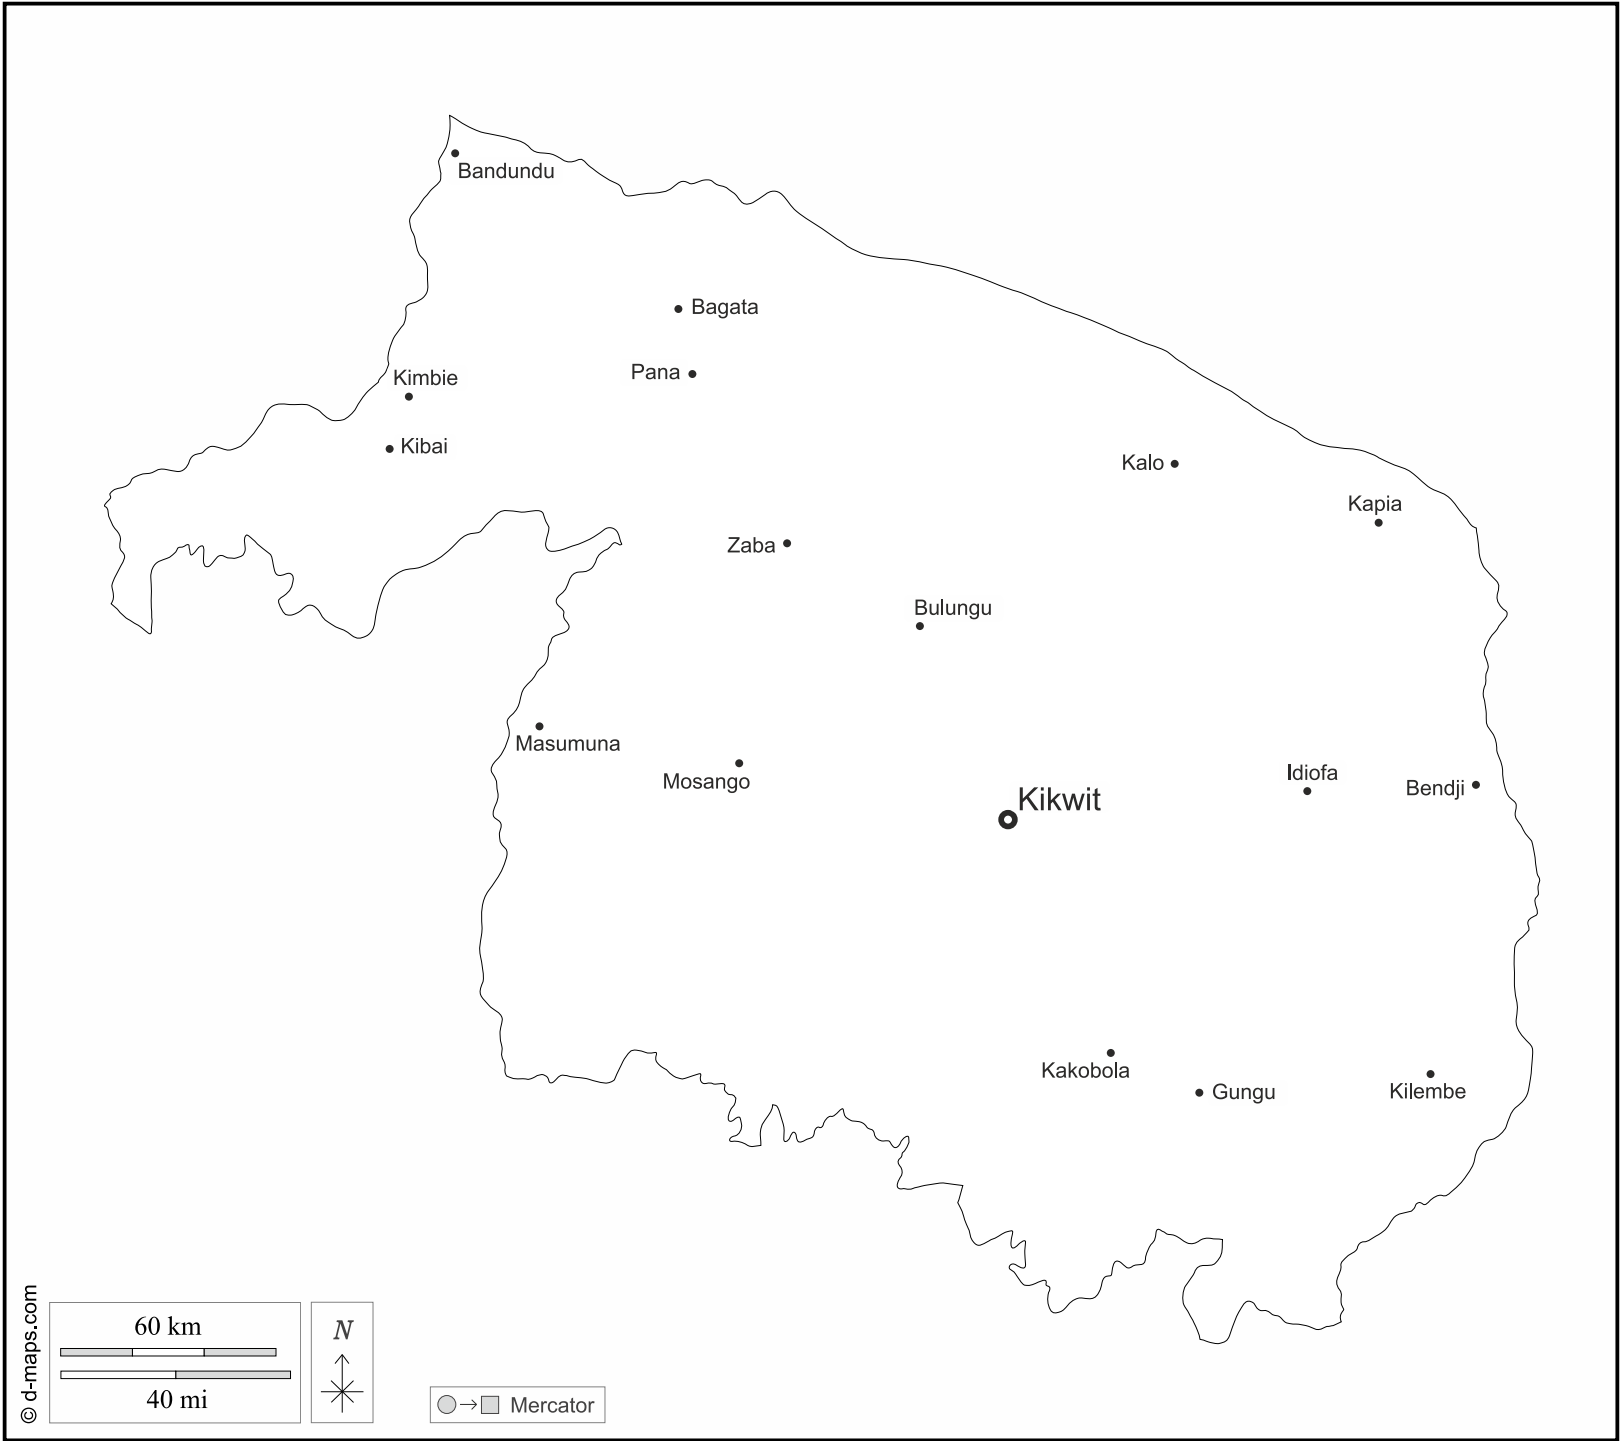 Bandundu
Bagata
Pana
Kimbie
Kibai
Kalo
Kapia
Zaba
Bulungu
Masumuna
Mosango
Idiofa
Bendji
Kikwit
Kakobola
Gungu
Kilembe
60 km
40 mi
N
Mercator
© d-maps.com